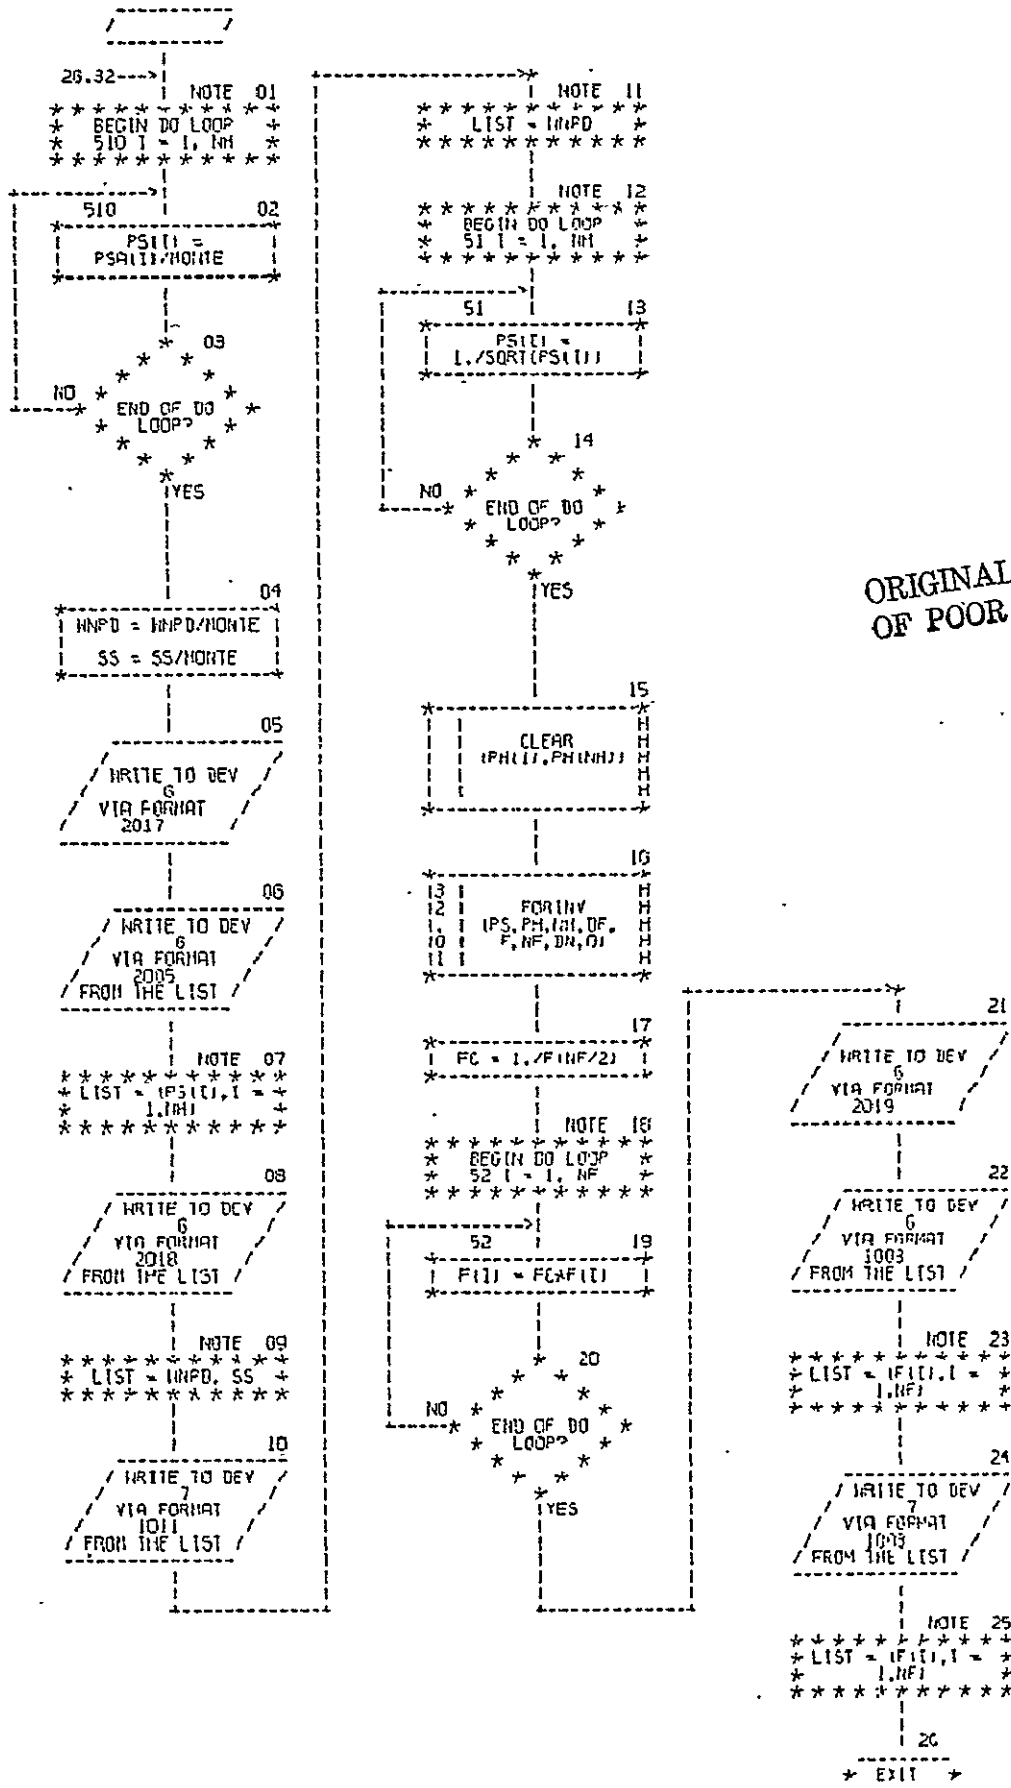 28.32---->
NOTE 01
BEGIN DO LOOP
510 I = 1, NH
510 02
PS(I) =
PSA(I)/MONTE
03
NO
END OF DO
LOOP?
YES
04
WNPD = WNPD/MONTE
SS = SS/MONTE
05
WRITE TO DEV
6
VIA FORMAT
2017
06
WRITE TO DEV
6
VIA FORMAT
2005
FROM THE LIST
NOTE 07
LIST = (PS(I),I =
1,NH)
08
WRITE TO DEV
6
VIA FORMAT
2018
FROM THE LIST
NOTE 09
LIST = WNPD, SS
10
WRITE TO DEV
7
VIA FORMAT
1011
FROM THE LIST
NOTE 11
LIST = WNPD
NOTE 12
BEGIN DO LOOP
51 I = 1, NH
51 13
PS(I) =
1./SQRT(PS(I))
14
NO
END OF DO
LOOP?
YES
15
CLEAR
(PH(1),PH(NH))
16
FORINV
(PS,PH,NH,DF,
F,NF,DN,0)
17
FC = 1./F(NF/2)
NOTE 18
BEGIN DO LOOP
52 I = 1, NF
52 19
F(I) = FC*F(I)
20
NO
END OF DO
LOOP?
YES
ORIGINAL
OF POOR
21
WRITE TO DEV
6
VIA FORMAT
2019
22
WRITE TO DEV
6
VIA FORMAT
1003
FROM THE LIST
NOTE 23
LIST = (F(I),I =
1,NF)
24
WRITE TO DEV
7
VIA FORMAT
1003
FROM THE LIST
NOTE 25
LIST = (F(I),I =
1,NF)
26
EXIT